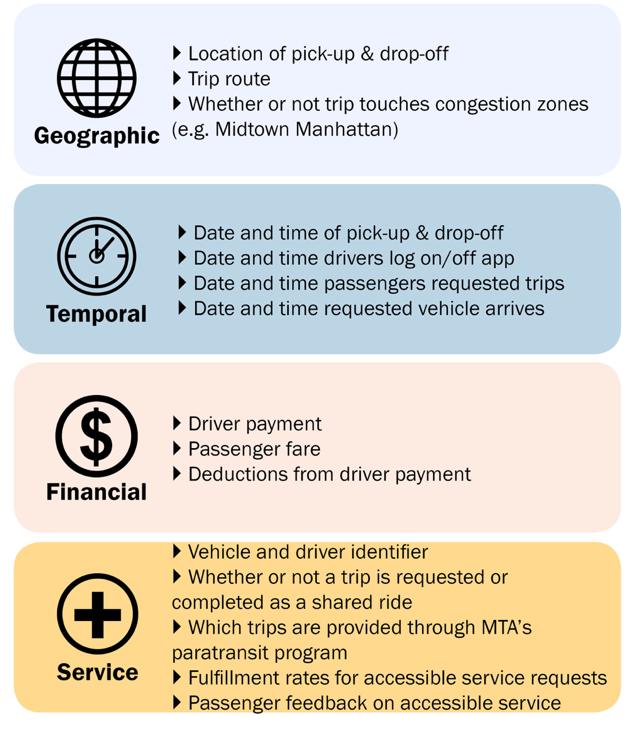 ▶ Location of pick-up & drop-off
▶ Trip route
▶ Whether or not trip touches congestion zones
(e.g. Midtown Manhattan)
Geographic
▶ Date and time of pick-up & drop-off
▶ Date and time drivers log on/off app
▶ Date and time passengers requested trips
▶ Date and time requested vehicle arrives
Temporal
$
▶ Driver payment
▶ Passenger fare
▶ Deductions from driver payment
Financial
▶ Vehicle and driver identifier
▶ Whether or not a trip is requested or
completed as a shared ride
▶ Which trips are provided through MTA's
paratransit program
▶ Fulfillment rates for accessible service requests
▶ Passenger feedback on accessible service
Service